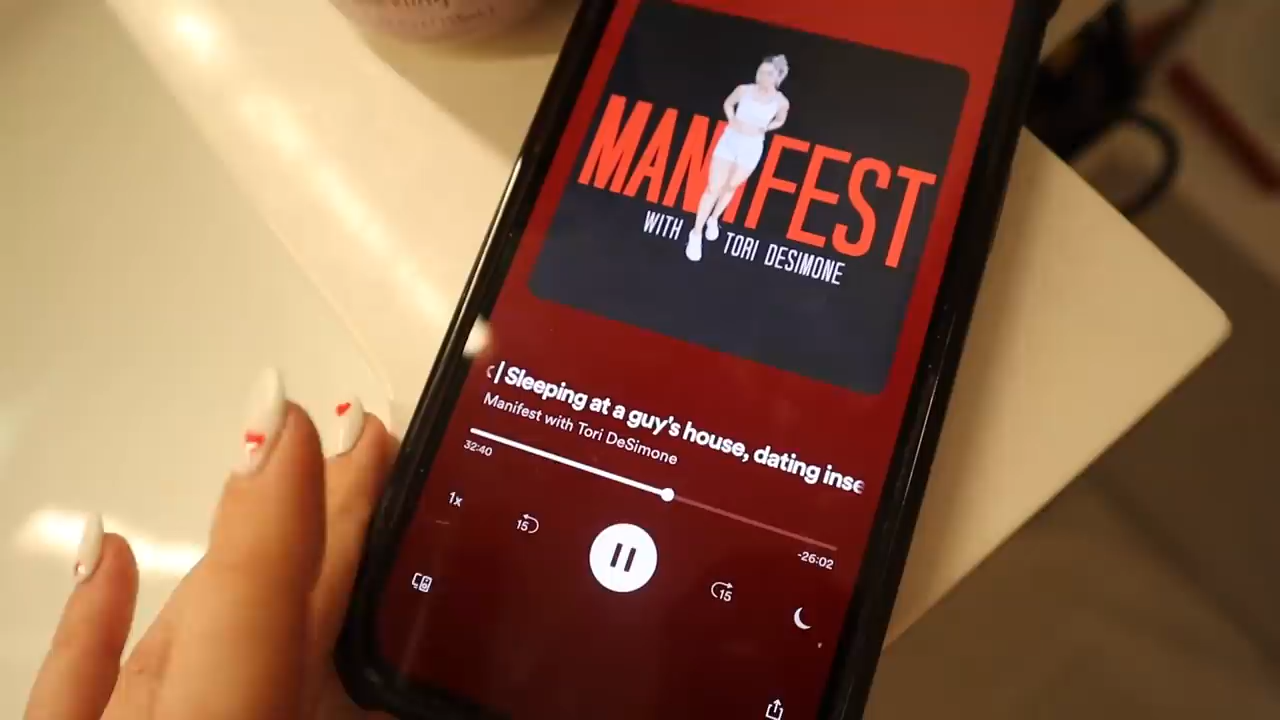 MANIFEST
WITH TORI DESIMONE
| Sleeping at a guy's house, dating inse
Manifest with Tori DeSimone
32:40
-26:02
1x
15
15